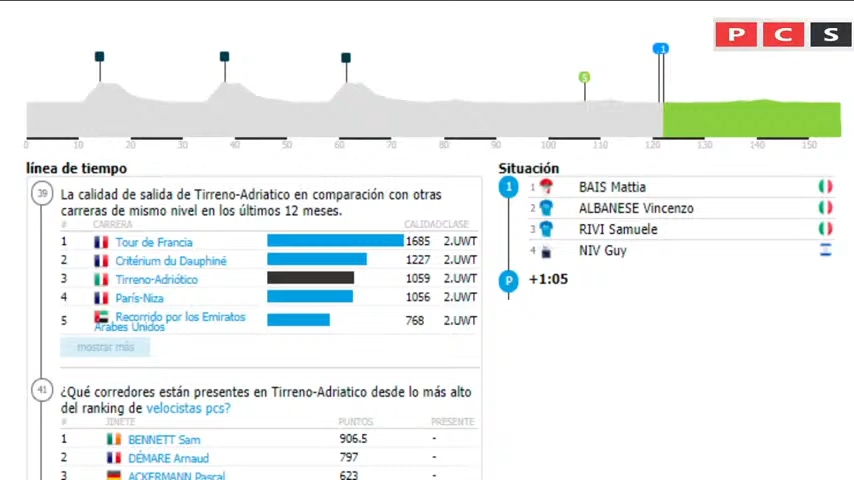 P C S
1
5
0 10 20 30 40 50 60 70 80 90 100 110 120 130 140 150
línea de tiempo
39
La calidad de salida de Tirreno-Adriatico en comparación con otras
carreras de mismo nivel en los últimos 12 meses.
# CARRERA CALIDAD CLASE
1 Tour de Francia 1685 2.UWT
2 Critérium du Dauphiné 1227 2.UWT
3 Tirreno-Adriótico 1059 2.UWT
4 París-Niza 1056 2.UWT
5 Recorrido por los Emiratos
Arabes Unidos 768 2.UWT
mostrar más
41
¿Qué corredores están presentes en Tirreno-Adriatico desde lo más alto
del ranking de velocistas pcs?
# JINETE PUNTOS PRESENTE
1 BENNETT Sam 906.5 -
2 DÉMARE Arnaud 797 -
3 ACKERMANN Pascal 623 -
Situación
1
1 BAIS Mattia
2 ALBANESE Vincenzo
3 RIVI Samuele
4 NIV Guy
P +1:05